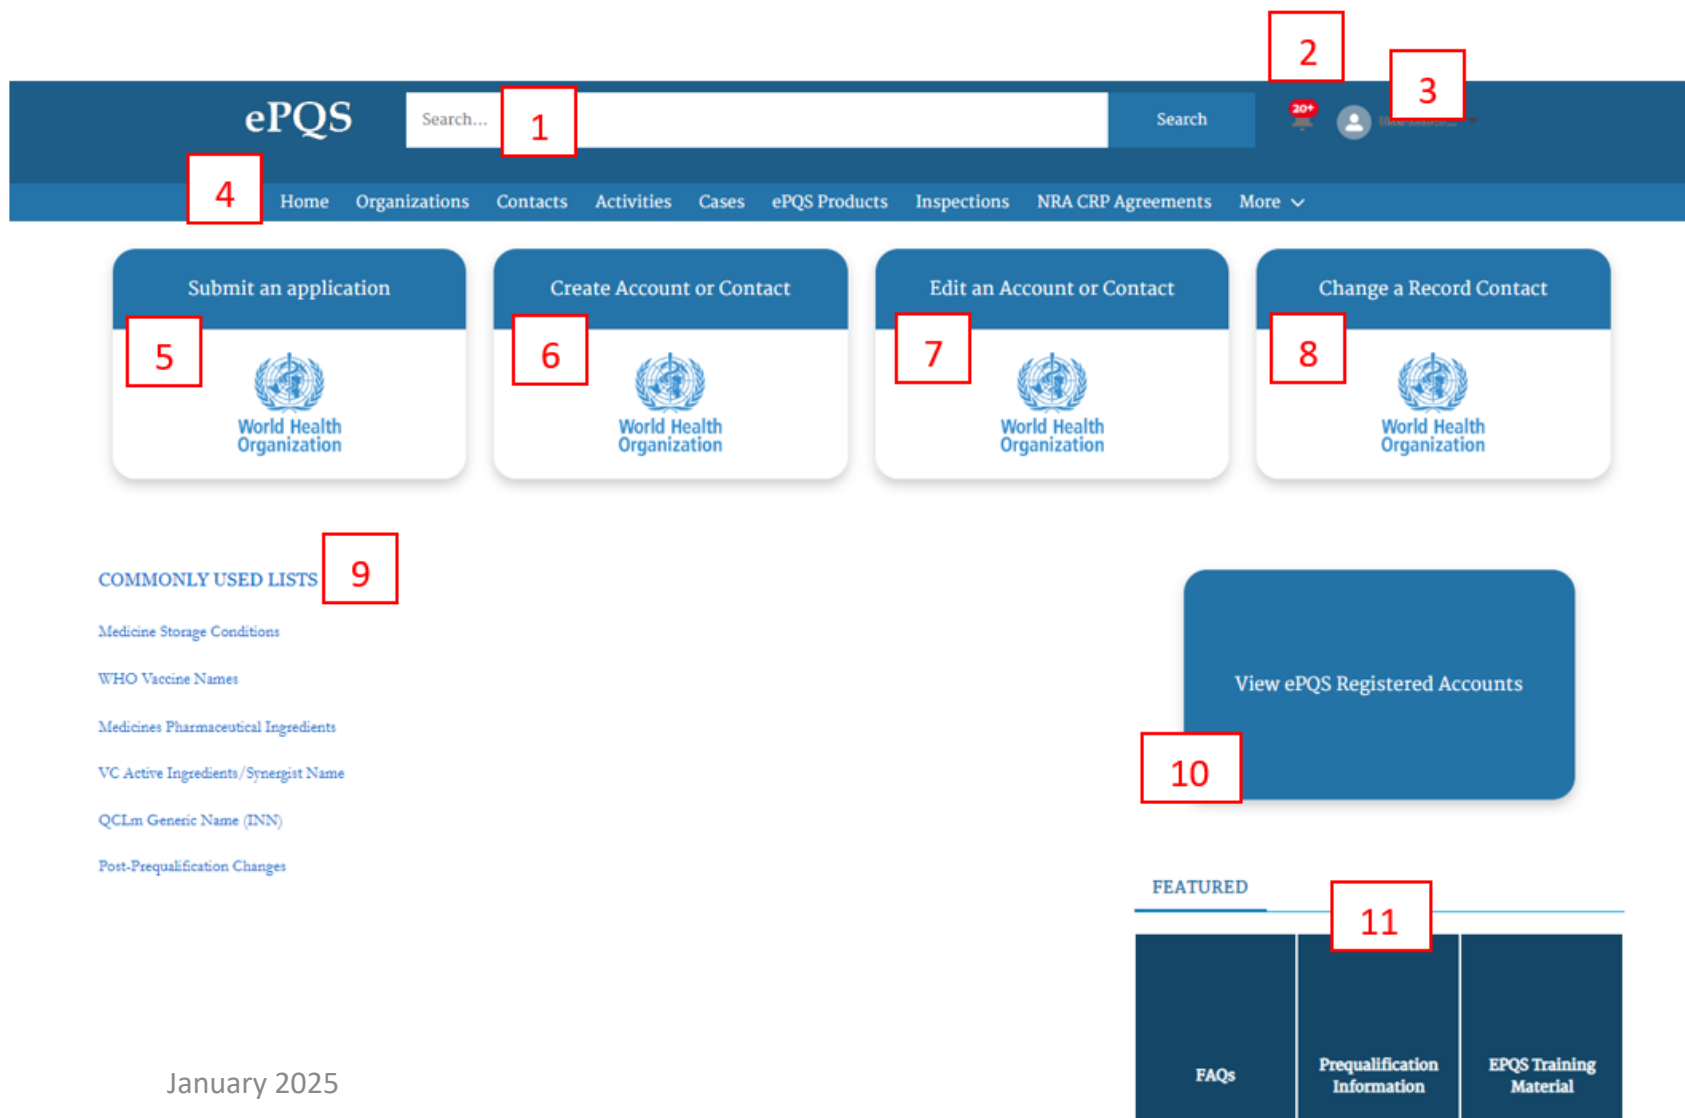 2
3
ePQS
Search...
1
Search
20+
4
Home Organizations Contacts Activities Cases ePQS Products Inspections NRA CRP Agreements More
Submit an application
Create Account or Contact
Edit an Account or Contact
Change a Record Contact
5
6
7
8
World Health
Organization
World Health
Organization
World Health
Organization
World Health
Organization
COMMONLY USED LISTS
9
Medicine Storage Conditions
WHO Vaccine Names
Medicines Pharmaceutical Ingredients
VC Active Ingredients/Synergist Name
QCLm Generic Name (INN)
Post-Prequalification Changes
View ePQS Registered Accounts
10
FEATURED
11
FAQs
Prequalification
Information
EPQS Training
Material
January 2025